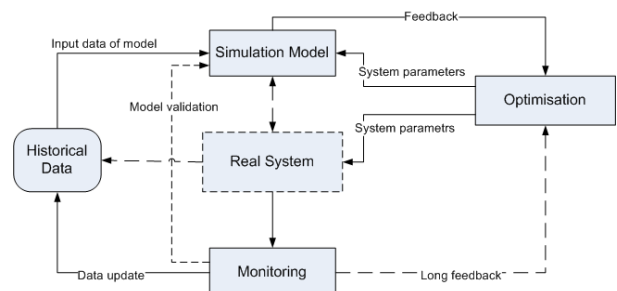 Feedback
Input data of model
Simulation Model
System parameters
Optimisation
Model validation
System parametrs
Historical
Data
Real System
Data update
Monitoring
Long feedback